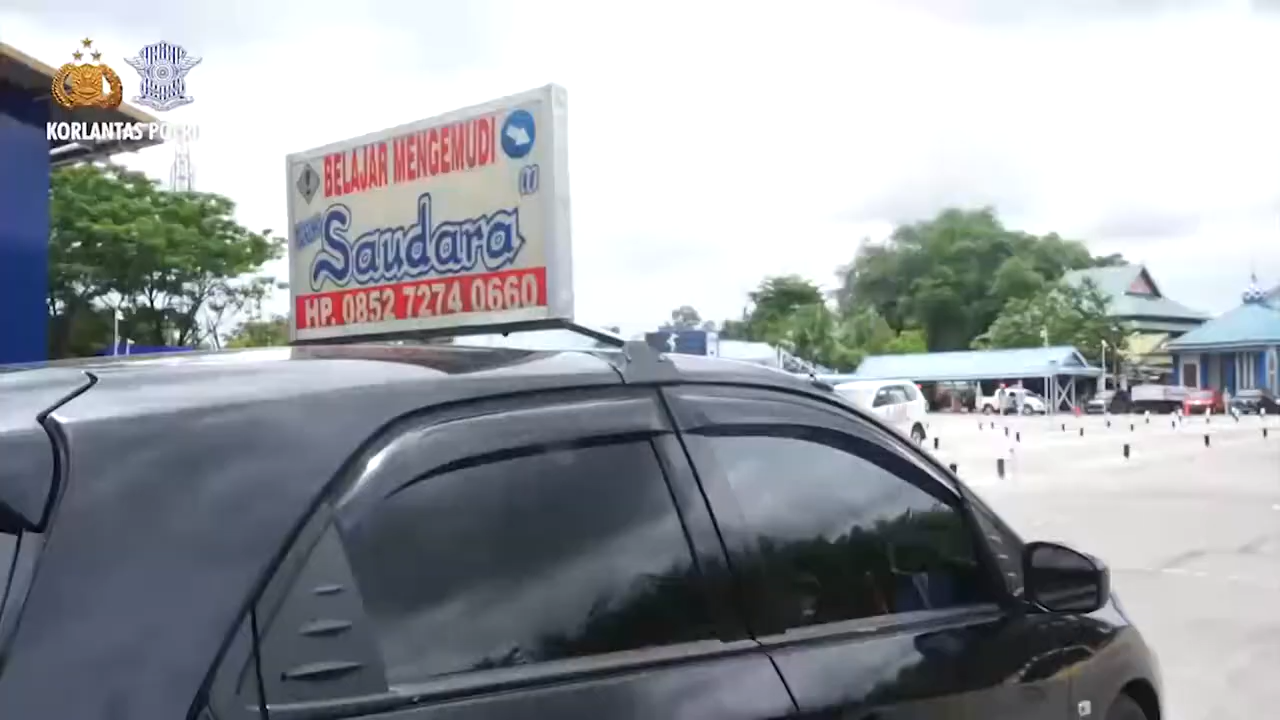 KORLANTAS POLRI
BELAJAR MENGEMUDI
Saudara
HP. 0852 7274 0660